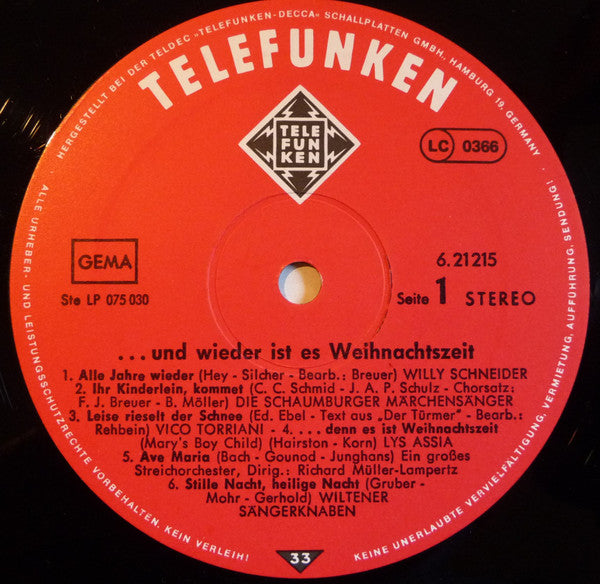 HERGESTELLT BEI DER TELDEC »TELEFUNKEN-DECCA« SCHALLPLATTEN GMBH., HAMBURG 19, GERMANY
TELEFUNKEN
TELE
FUN
KEN
LC 0366
GEMA
Ste LP 075 030
6.21215
Seite 1 STEREO
...und wieder ist es Weihnachtszeit
1. Alle Jahre wieder (Hey - Silcher - Bearb.: Breuer) WILLY SCHNEIDER
2. Ihr Kinderlein, kommet (C. C. Schmid - J. A. P. Schulz - Chorsatz:
F. J. Breuer - B. Möller) DIE SCHAUMBURGER MÄRCHENSÄNGER
3. Leise rieselt der Schnee (Ed. Ebel - Text aus „Der Türmer" - Bearb.:
Rehbein) VICO TORRIANI - 4. ...denn es ist Weihnachtszeit
(Mary's Boy Child) (Hairston - Korn) LYS ASSIA
5. Ave Maria (Bach - Gounod - Junghans) Ein großes
Streichorchester, Dirig.: Richard Müller-Lampertz
6. Stille Nacht, heilige Nacht (Gruber -
Mohr - Gerhold) WILTENER
SÄNGERKNABEN
33
ALLE URHEBER- UND LEISTUNGSSCHUTZRECHTE VORBEHALTEN. KEIN VERLEIH!
KEINE UNERLAUBTE VERVIELFÄLTIGUNG, VERMIETUNG, AUFFÜHRUNG, SENDUNG!